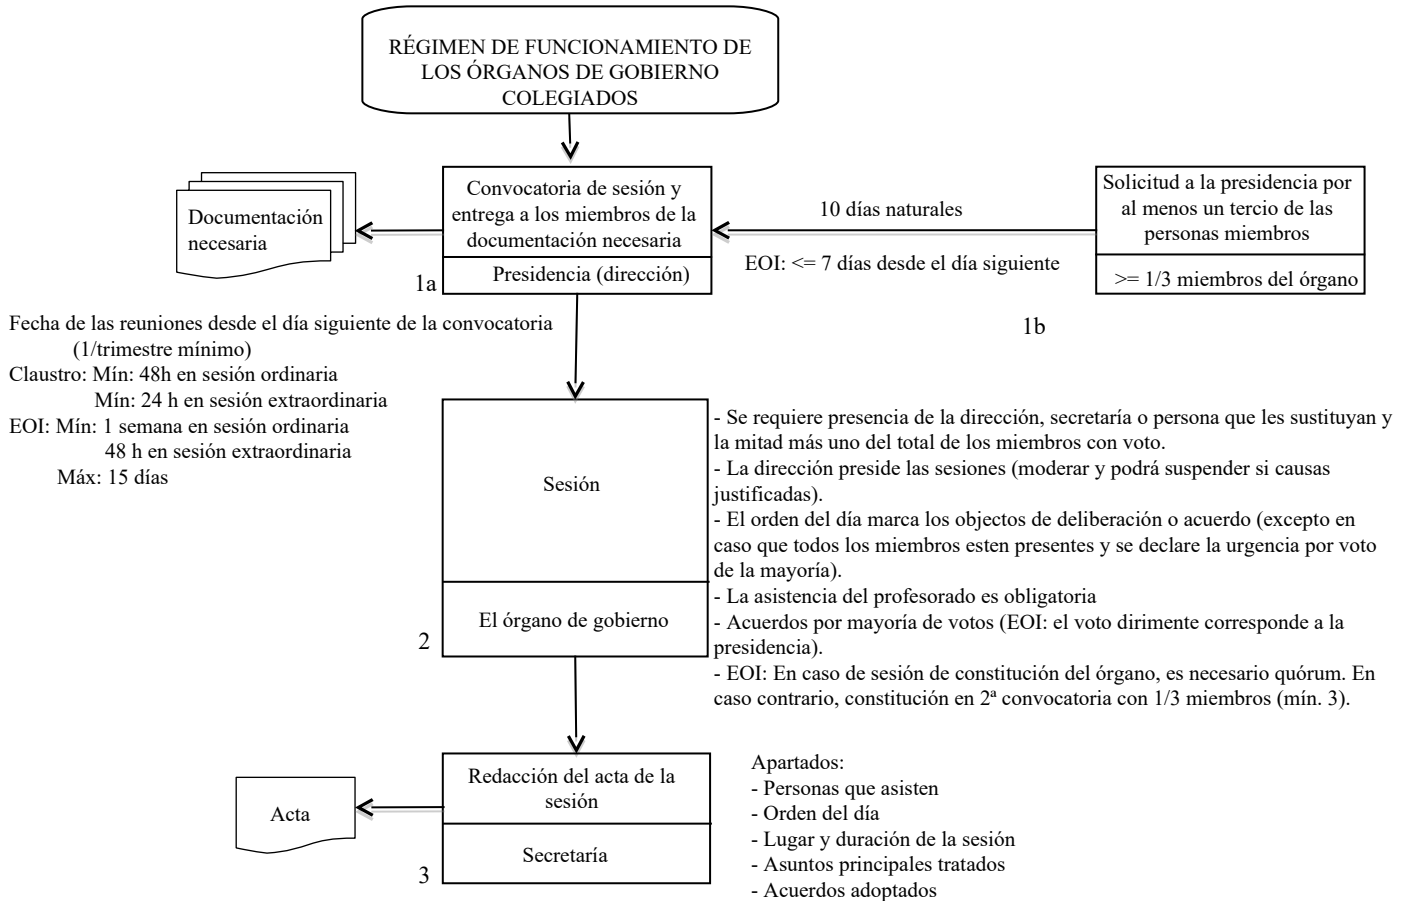 RÉGIMEN DE FUNCIONAMIENTO DE
LOS ÓRGANOS DE GOBIERNO
COLEGIADOS
Documentación
necesaria
Convocatoria de sesión y
entrega a los miembros de la
documentación necesaria
Presidencia (dirección)
1a
10 días naturales
EOI: <= 7 días desde el día siguiente
Solicitud a la presidencia por
al menos un tercio de las
personas miembros
>= 1/3 miembros del órgano
1b
Fecha de las reuniones desde el día siguiente de la convocatoria
(1/trimestre mínimo)
Claustro: Mín: 48h en sesión ordinaria
Mín: 24 h en sesión extraordinaria
EOI: Mín: 1 semana en sesión ordinaria
48 h en sesión extraordinaria
Máx: 15 días
Sesión
El órgano de gobierno
2
- Se requiere presencia de la dirección, secretaría o persona que les sustituyan y
la mitad más uno del total de los miembros con voto.
- La dirección preside las sesiones (moderar y podrá suspender si causas
justificadas).
- El orden del día marca los objectos de deliberación o acuerdo (excepto en
caso que todos los miembros esten presentes y se declare la urgencia por voto
de la mayoría).
- La asistencia del profesorado es obligatoria
- Acuerdos por mayoría de votos (EOI: el voto dirimente corresponde a la
presidencia).
- EOI: En caso de sesión de constitución del órgano, es necesario quórum. En
caso contrario, constitución en 2ª convocatoria con 1/3 miembros (mín. 3).
Acta
Redacción del acta de la
sesión
Secretaría
3
Apartados:
- Personas que asisten
- Orden del día
- Lugar y duración de la sesión
- Asuntos principales tratados
- Acuerdos adoptados